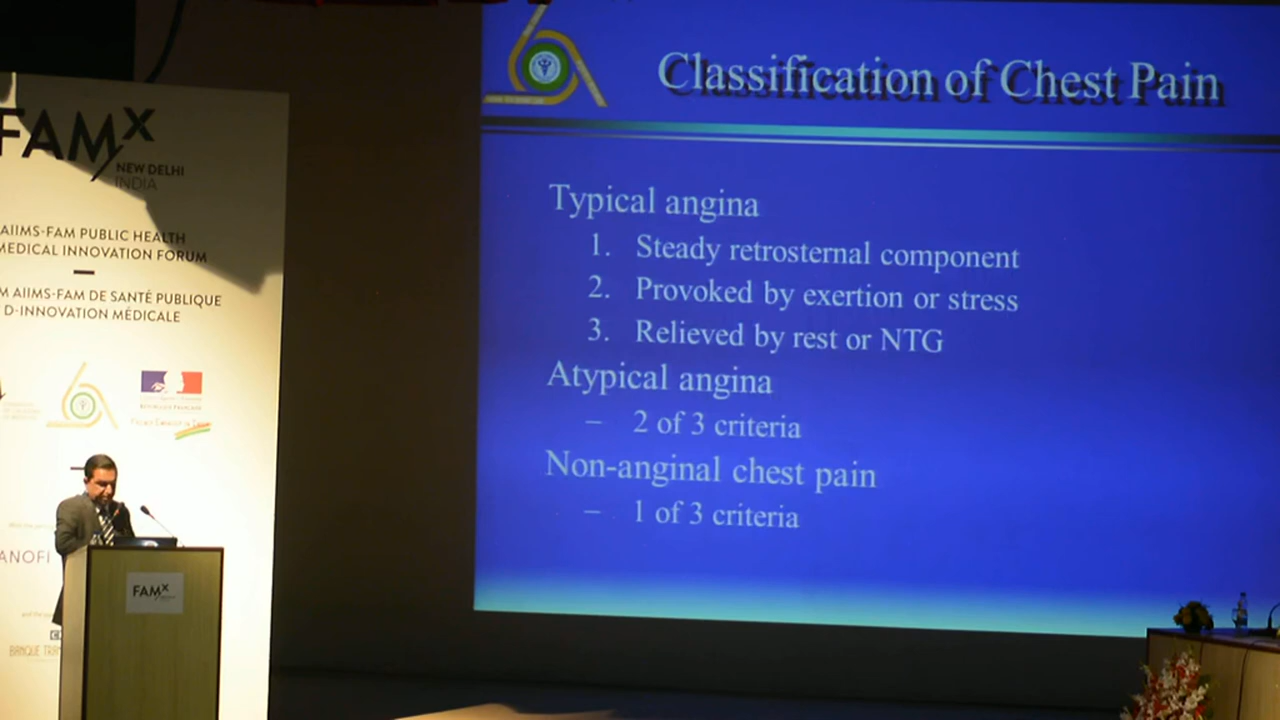 FAMx
NEW DELHI
INDIA
AIIMS-FAM PUBLIC HEALTH
MEDICAL INNOVATION FORUM
M AIIMS-FAM DE SANTÉ PUBLIQUE
D-INNOVATION MÉDICALE
ANOFI
BANQUE TRA
FAMx
Classification of Chest Pain
Typical angina
1. Steady retrosternal component
2. Provoked by exertion or stress
3. Relieved by rest or NTG
Atypical angina
– 2 of 3 criteria
Non-anginal chest pain
– 1 of 3 criteria